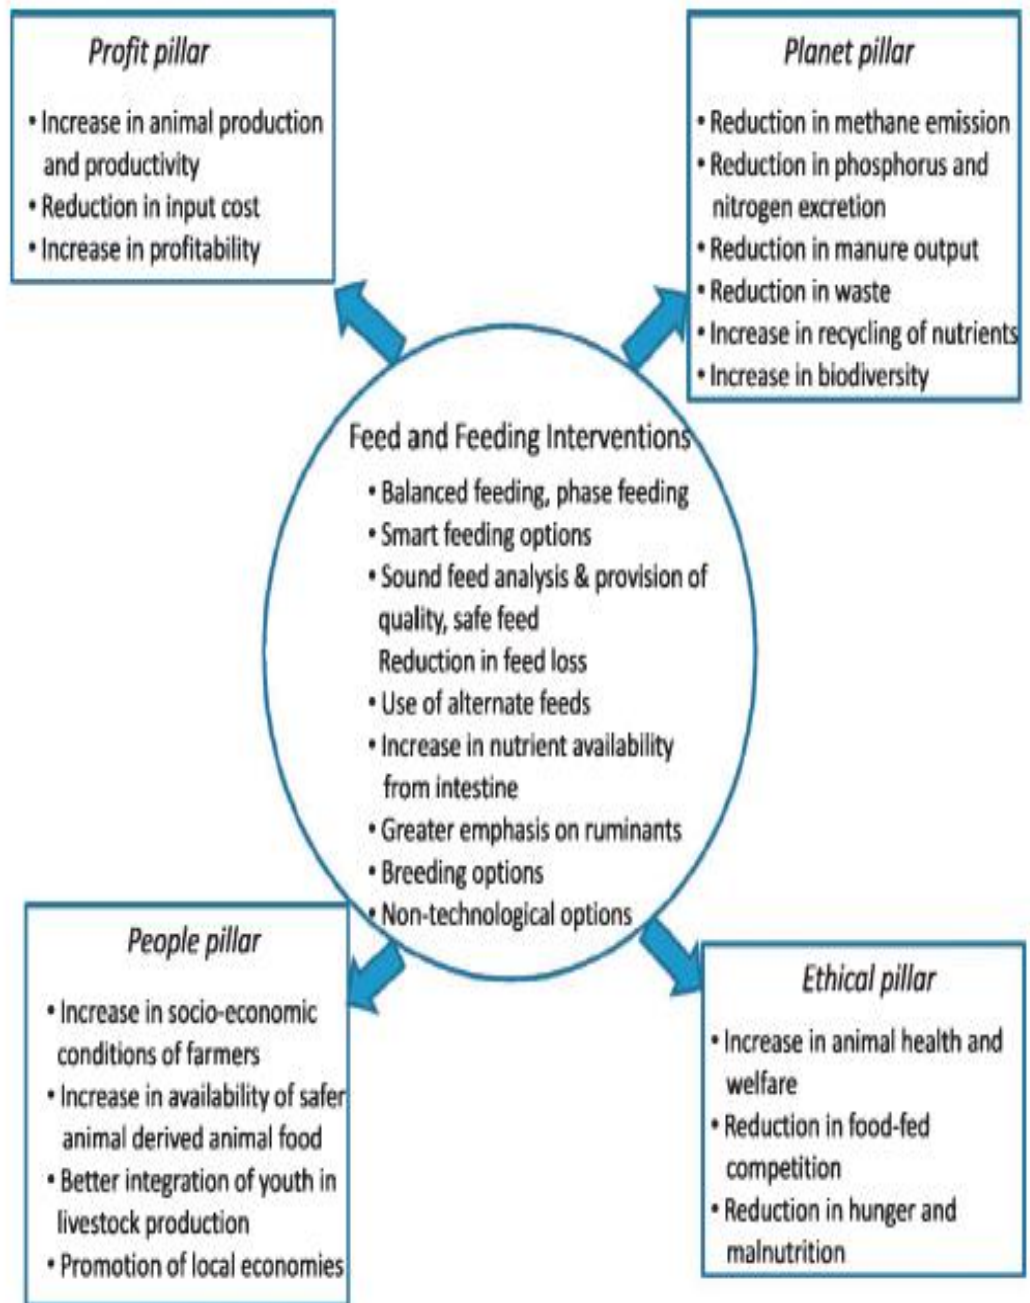 Profit pillar
• Increase in animal production
and productivity
• Reduction in input cost
• Increase in profitability
Planet pillar
• Reduction in methane emission
• Reduction in phosphorus and
nitrogen excretion
• Reduction in manure output
• Reduction in waste
• Increase in recycling of nutrients
• Increase in biodiversity
Feed and Feeding Interventions
• Balanced feeding, phase feeding
• Smart feeding options
• Sound feed analysis & provision of
quality, safe feed
Reduction in feed loss
• Use of alternate feeds
• Increase in nutrient availability
from intestine
• Greater emphasis on ruminants
• Breeding options
• Non-technological options
People pillar
• Increase in socio-economic
conditions of farmers
• Increase in availability of safer
animal derived animal food
• Better integration of youth in
livestock production
• Promotion of local economies
Ethical pillar
• Increase in animal health and
welfare
• Reduction in food-fed
competition
• Reduction in hunger and
malnutrition